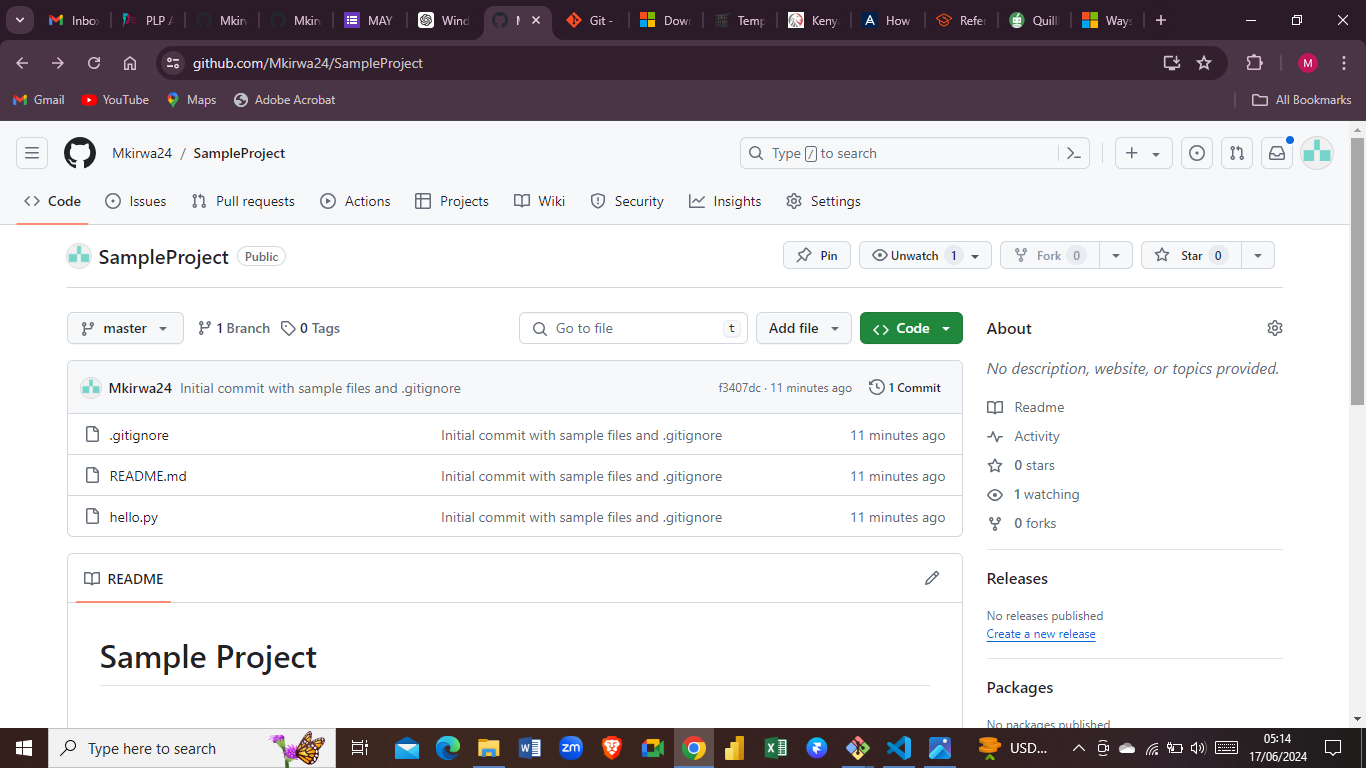 Inbo PLP A Mkirw Mkirw MAY Wind M Git - Dow Temp Keny How Refer Quill Ways
github.com/Mkirwa24/SampleProject M
Gmail YouTube Maps Adobe Acrobat All Bookmarks
Mkirwa24 / SampleProject Type / to search
Code Issues Pull requests Actions Projects Wiki Security Insights Settings
SampleProject Public Pin Unwatch 1 Fork 0 Star 0
master 1 Branch 0 Tags Go to file t Add file Code About
No description, website, or topics provided.
Mkirwa24 Initial commit with sample files and .gitignore f3407dc · 11 minutes ago 1 Commit
Readme
.gitignore Initial commit with sample files and .gitignore 11 minutes ago
Activity
0 stars
README.md Initial commit with sample files and .gitignore 11 minutes ago
1 watching
hello.py Initial commit with sample files and .gitignore 11 minutes ago
0 forks
README
Releases
No releases published
Create a new release
Sample Project
Packages
No packages published
Type here to search zm USD... 05:14
17/06/2024